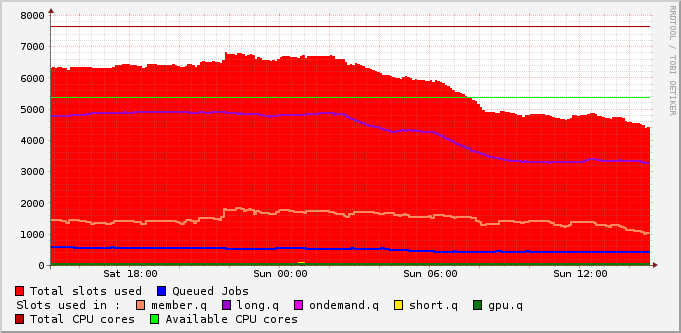 8000
7000
6000
5000
4000
3000
2000
1000
0
Sat 18:00 Sun 00:00 Sun 06:00 Sun 12:00
RRDTOOL / TOBI OETIKER
Total slots used Queued Jobs
Slots used in : member.q long.q ondemand.q short.q gpu.q
Total CPU cores Available CPU cores